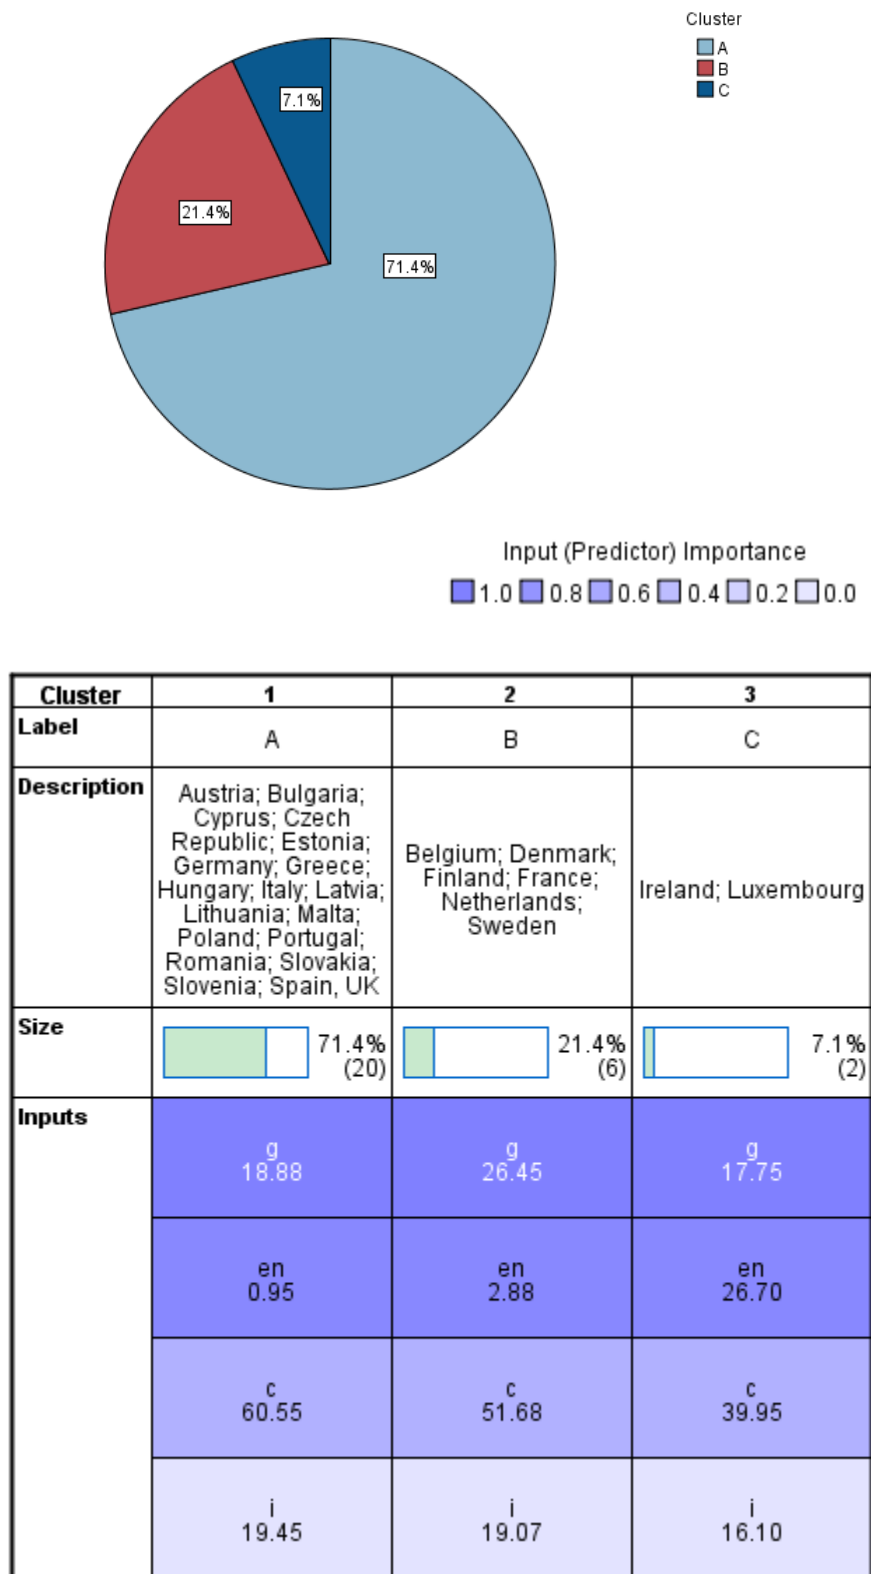 Cluster
A
B
C
7.1%
21.4%
71.4%
Input (Predictor) Importance
1.0 0.8 0.6 0.4 0.2 0.0
Cluster 1 2 3
Label A B C
Description
Austria; Bulgaria;
Cyprus; Czech
Republic; Estonia;
Germany; Greece;
Hungary; Italy; Latvia;
Lithuania; Malta;
Poland; Portugal;
Romania; Slovakia;
Slovenia; Spain, UK
Belgium; Denmark;
Finland; France;
Netherlands;
Sweden
Ireland; Luxembourg
Size
71.4%
(20)
21.4%
(6)
7.1%
(2)
Inputs
g g g
18.88 26.45 17.75
en en en
0.95 2.88 26.70
c c c
60.55 51.68 39.95
i i i
19.45 19.07 16.10